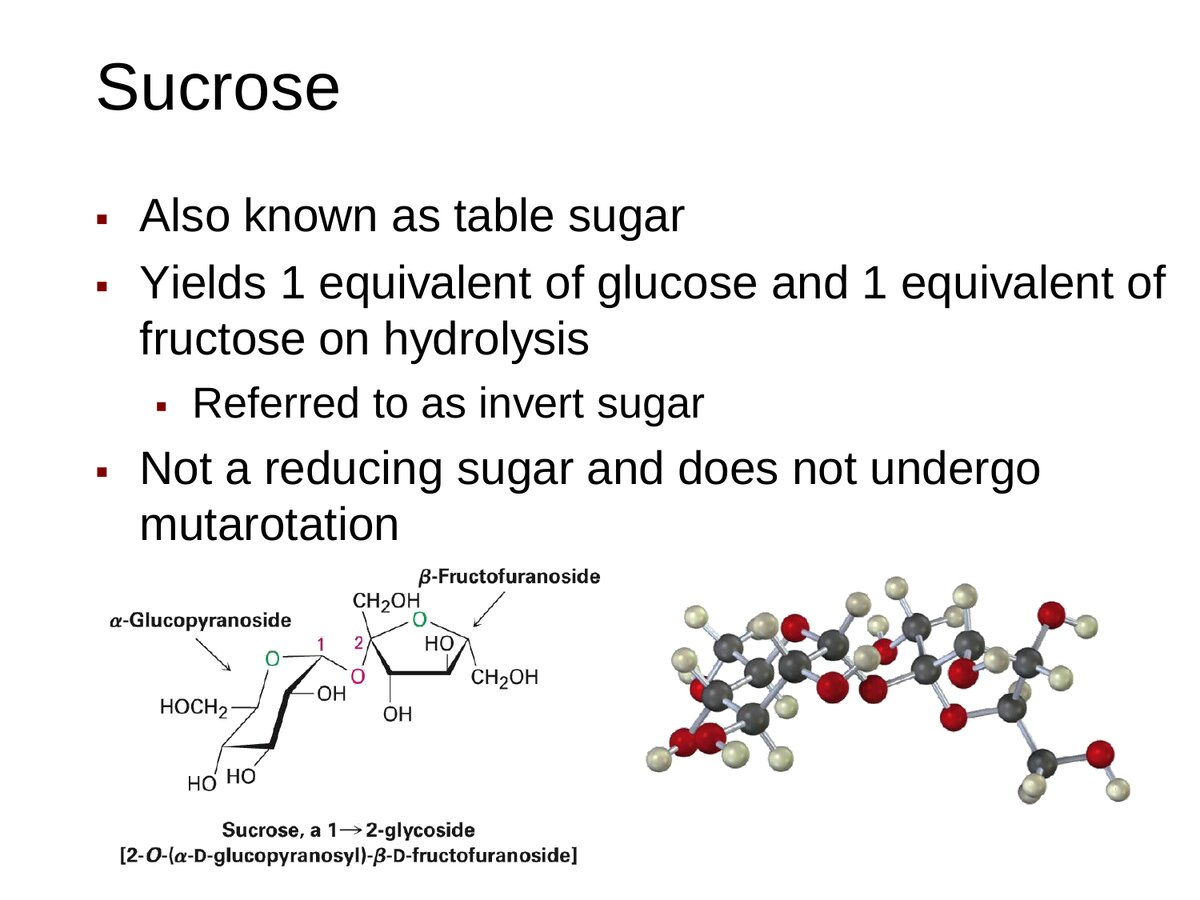 Sucrose
▪ Also known as table sugar
▪ Yields 1 equivalent of glucose and 1 equivalent of
fructose on hydrolysis
▪ Referred to as invert sugar
▪ Not a reducing sugar and does not undergo
mutarotation
β-Fructofuranoside
CH₂OH
α-Glucopyranoside
O
1
2
HO
O
O
CH₂OH
OH
HOCH₂
OH
HO
HO
Sucrose, a 1→2-glycoside
[2-O-(α-D-glucopyranosyl)-β-D-fructofuranoside]